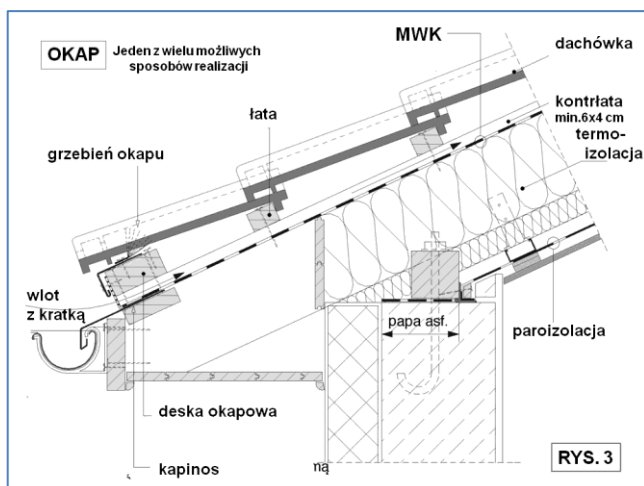 OKAP
Jeden z wielu możliwych
sposobów realizacji
MWK
dachówka
kontrłata
min.6x4 cm
termo-
izolacja
łata
grzebień okapu
wlot
z kratką
papa asf.
paroizolacja
deska okapowa
kapinos
ną
RYS. 3